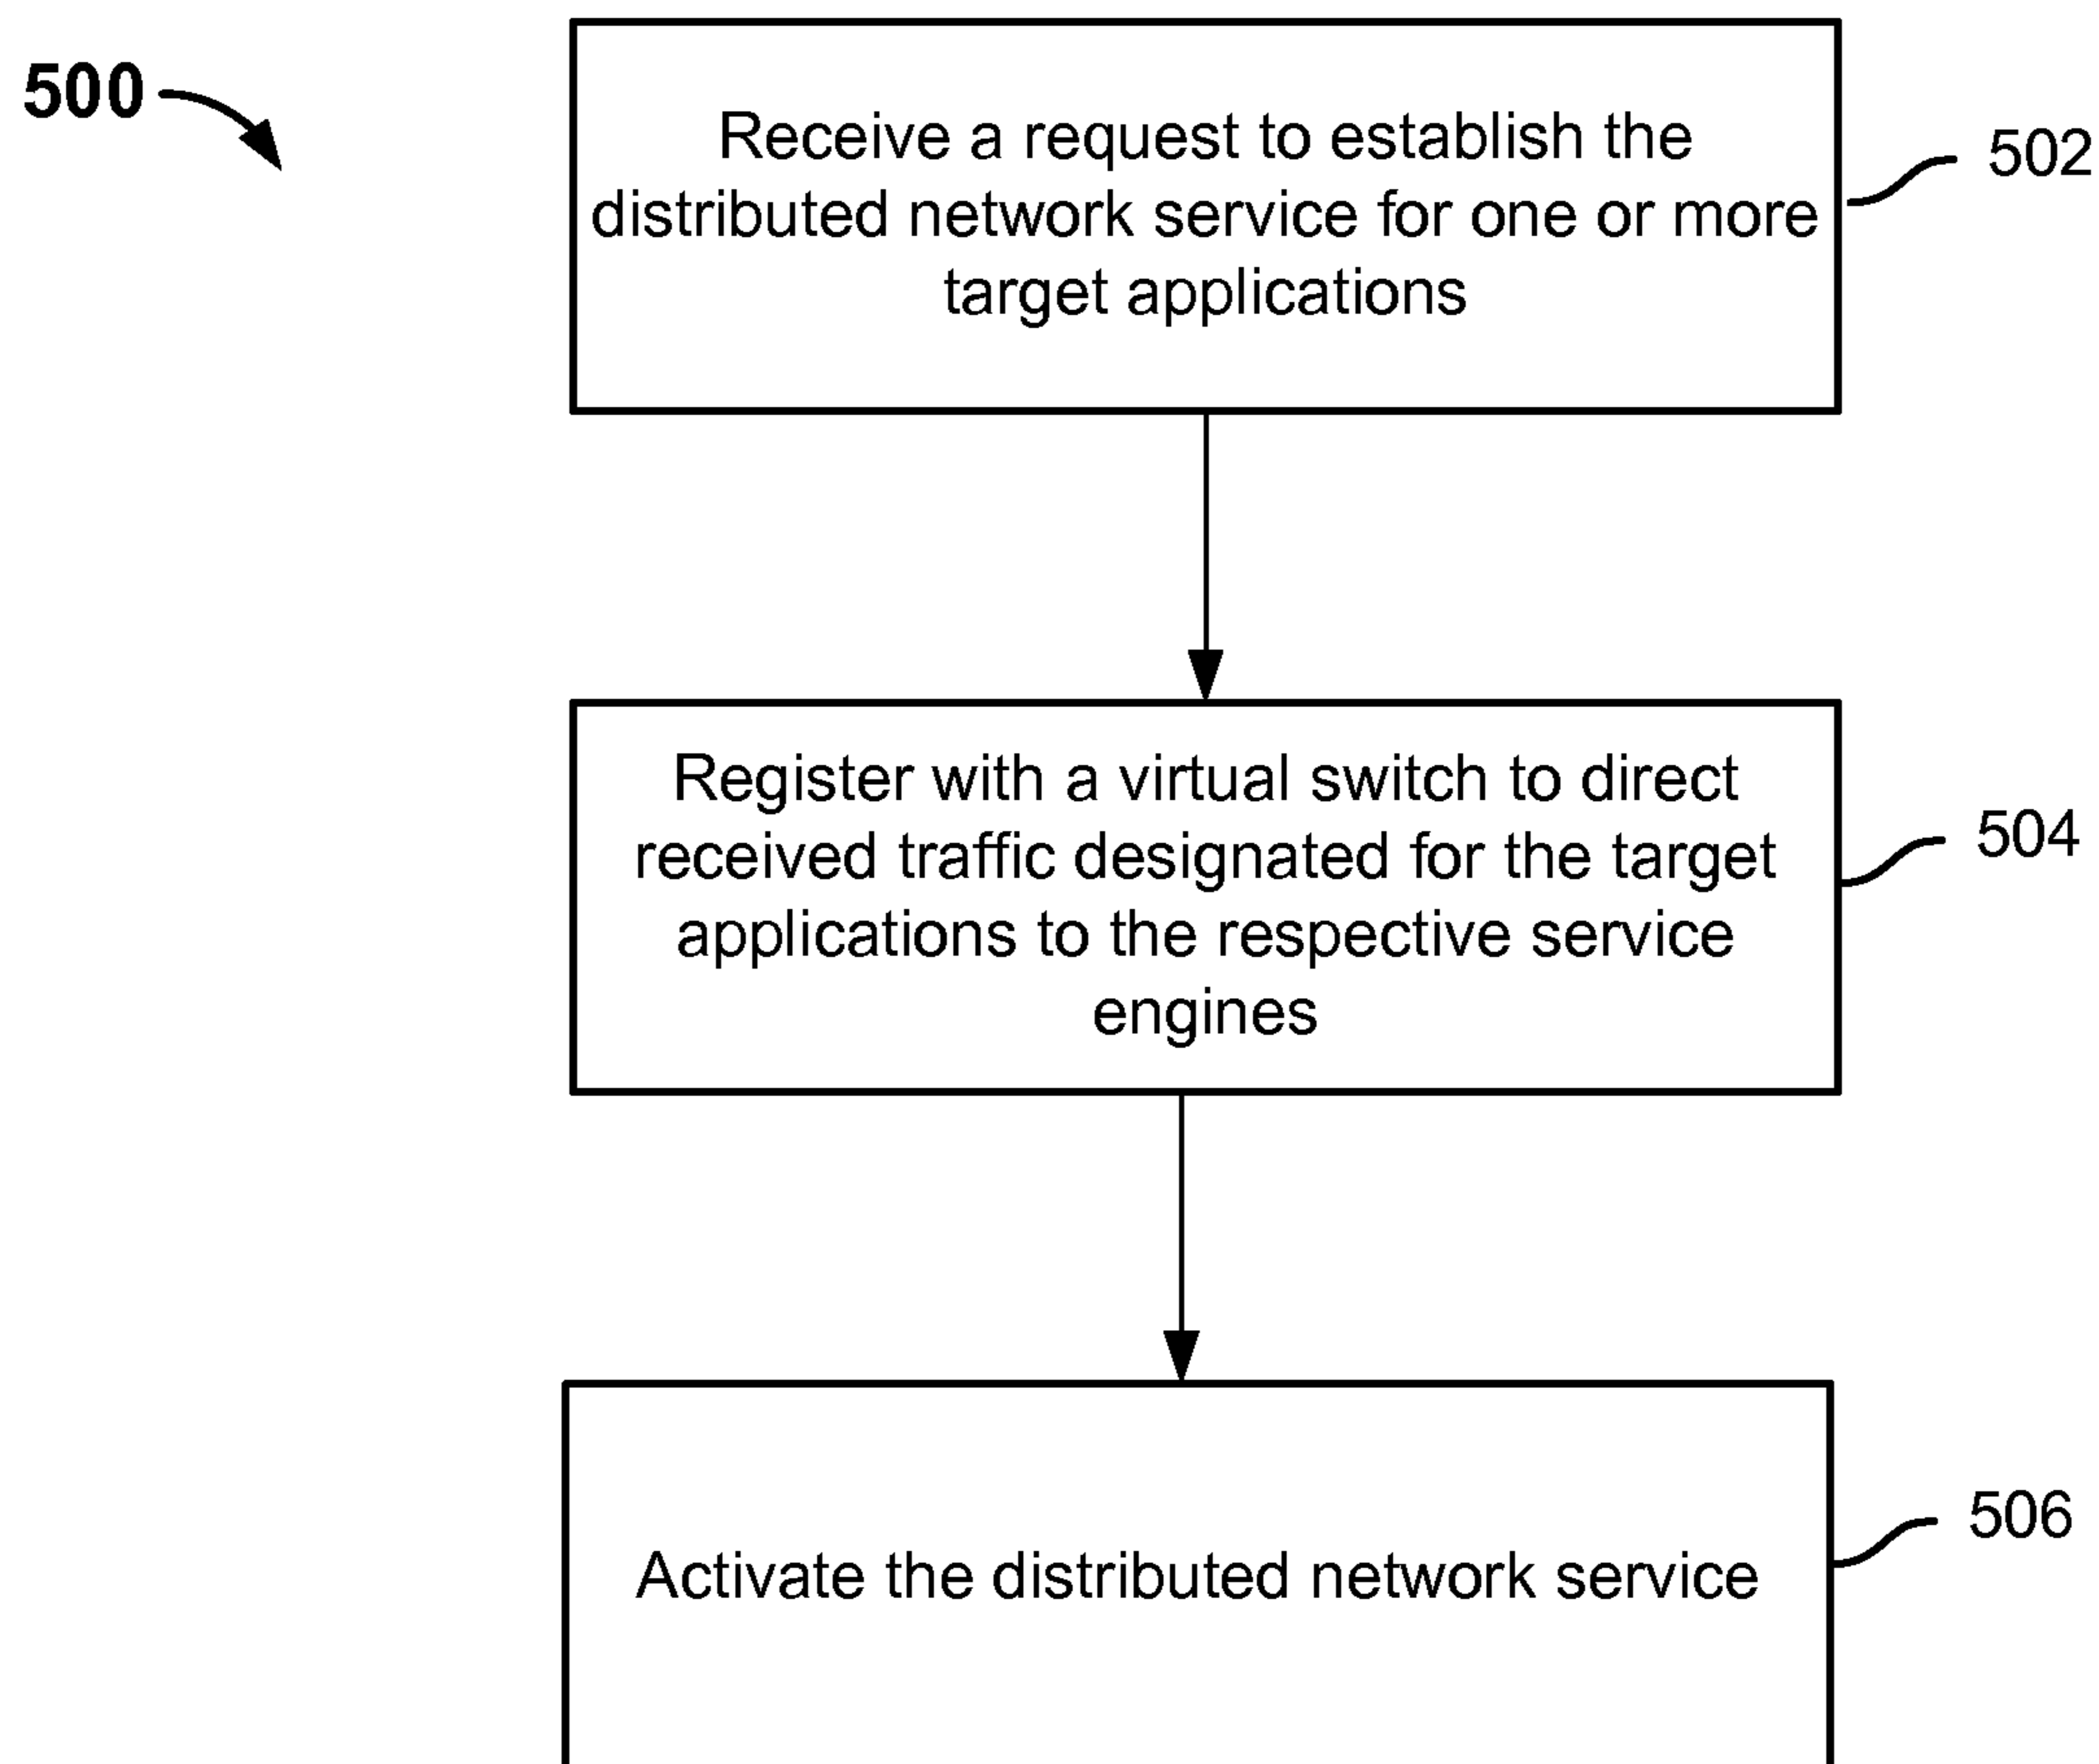 500
Receive a request to establish the
distributed network service for one or more
target applications
502
Register with a virtual switch to direct
received traffic designated for the target
applications to the respective service
engines
504
Activate the distributed network service
506